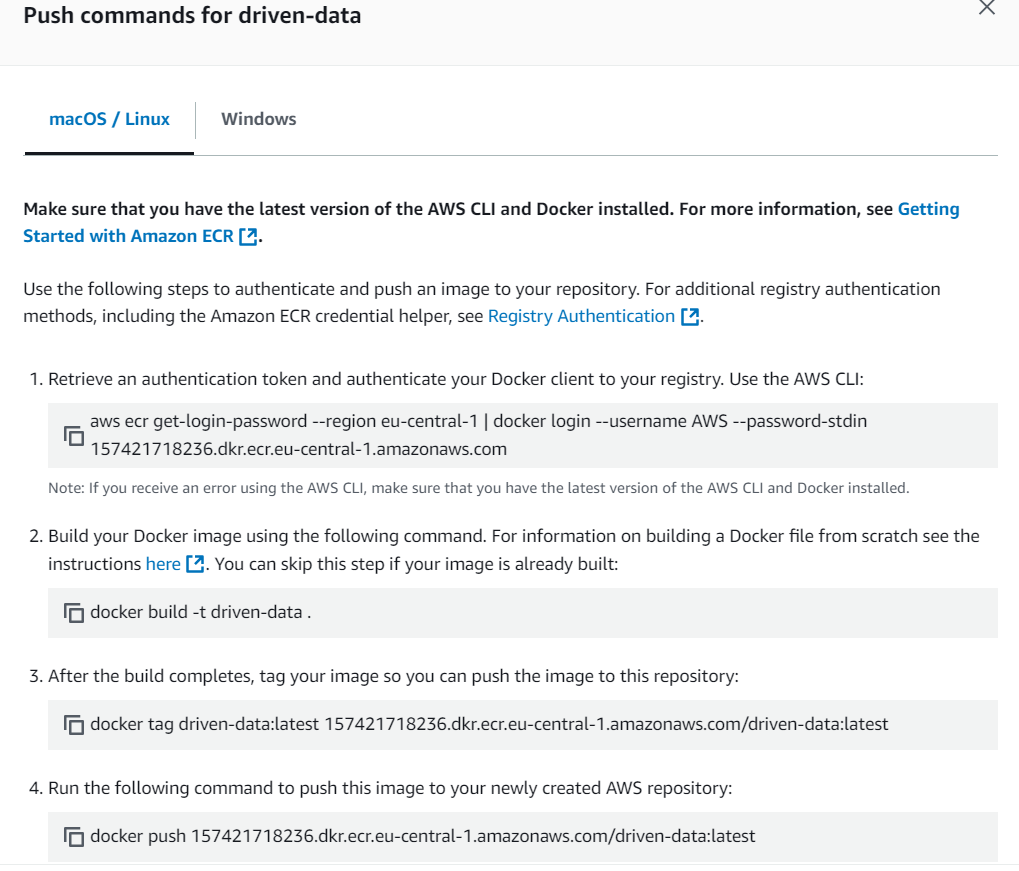 Push commands for driven-data
macOS / Linux
Windows
Make sure that you have the latest version of the AWS CLI and Docker installed. For more information, see Getting
Started with Amazon ECR.
Use the following steps to authenticate and push an image to your repository. For additional registry authentication
methods, including the Amazon ECR credential helper, see Registry Authentication.
1. Retrieve an authentication token and authenticate your Docker client to your registry. Use the AWS CLI:
aws ecr get-login-password --region eu-central-1 | docker login --username AWS --password-stdin
157421718236.dkr.ecr.eu-central-1.amazonaws.com
Note: If you receive an error using the AWS CLI, make sure that you have the latest version of the AWS CLI and Docker installed.
2. Build your Docker image using the following command. For information on building a Docker file from scratch see the
instructions here. You can skip this step if your image is already built:
docker build -t driven-data .
3. After the build completes, tag your image so you can push the image to this repository:
docker tag driven-data:latest 157421718236.dkr.ecr.eu-central-1.amazonaws.com/driven-data:latest
4. Run the following command to push this image to your newly created AWS repository:
docker push 157421718236.dkr.ecr.eu-central-1.amazonaws.com/driven-data:latest